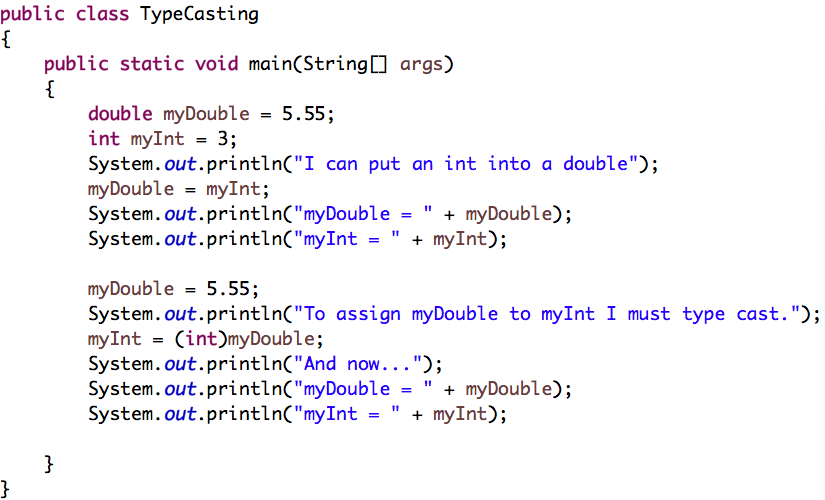 public class TypeCasting
{
    public static void main(String[] args)
    {
        double myDouble = 5.55;
        int myInt = 3;
        System.out.println("I can put an int into a double");
        myDouble = myInt;
        System.out.println("myDouble = " + myDouble);
        System.out.println("myInt = " + myInt);

        myDouble = 5.55;
        System.out.println("To assign myDouble to myInt I must type cast.");
        myInt = (int)myDouble;
        System.out.println("And now...");
        System.out.println("myDouble = " + myDouble);
        System.out.println("myInt = " + myInt);

    }
}